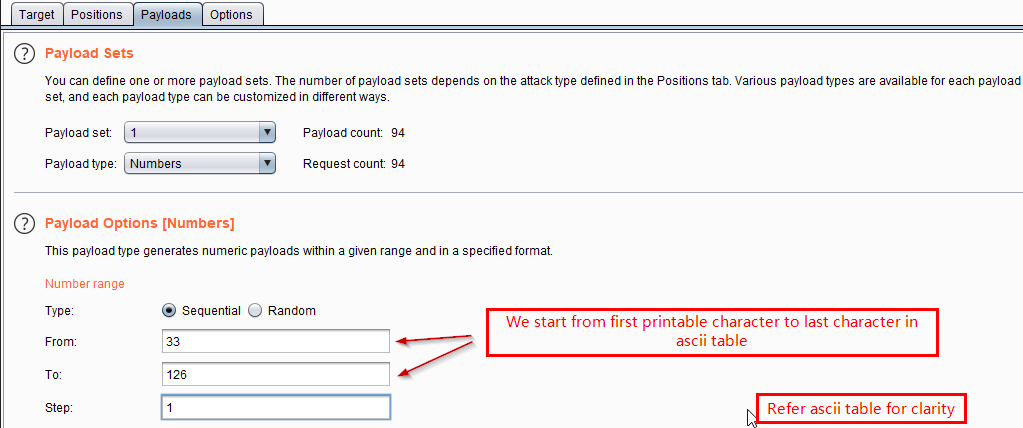 Target Positions Payloads Options
? Payload Sets
You can define one or more payload sets. The number of payload sets depends on the attack type defined in the Positions tab. Various payload types are available for each payload
set, and each payload type can be customized in different ways.
Payload set: 1 Payload count: 94
Payload type: Numbers Request count: 94
? Payload Options [Numbers]
This payload type generates numeric payloads within a given range and in a specified format.
Number range
Type: Sequential Random
We start from first printable character to last character in
ascii table
From: 33
To: 126
Step: 1
Refer ascii table for clarity